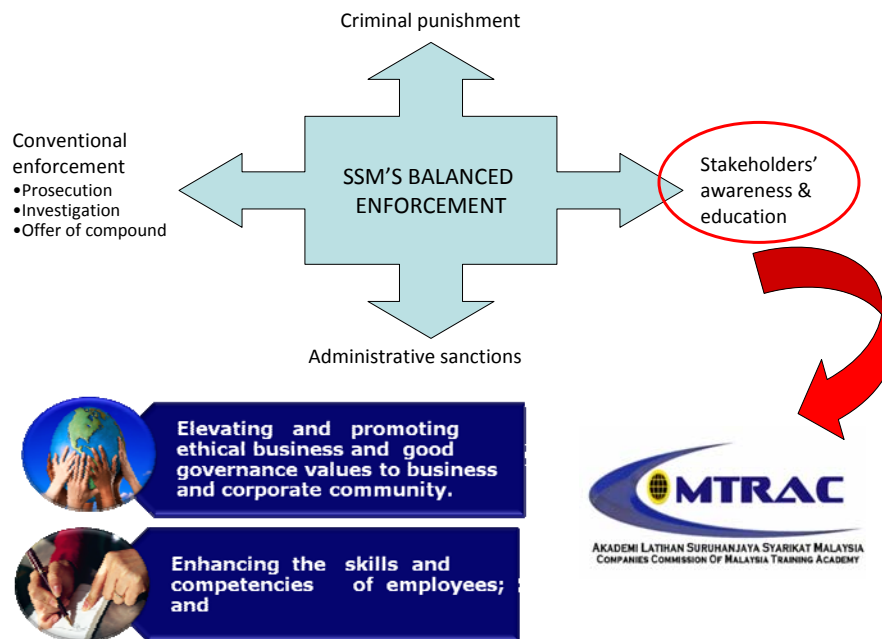 Criminal punishment
Conventional
enforcement
•Prosecution
•Investigation
•Offer of compound
SSM'S BALANCED
ENFORCEMENT
Stakeholders'
awareness &
education
Administrative sanctions
Elevating and promoting
ethical business and good
governance values to business
and corporate community.
Enhancing the skills and
competencies of employees;
and
MTRAC
AKADEMI LATIHAN SURUHANJAYA SYARIKAT MALAYSIA
COMPANIES COMMISSION OF MALAYSIA TRAINING ACADEMY